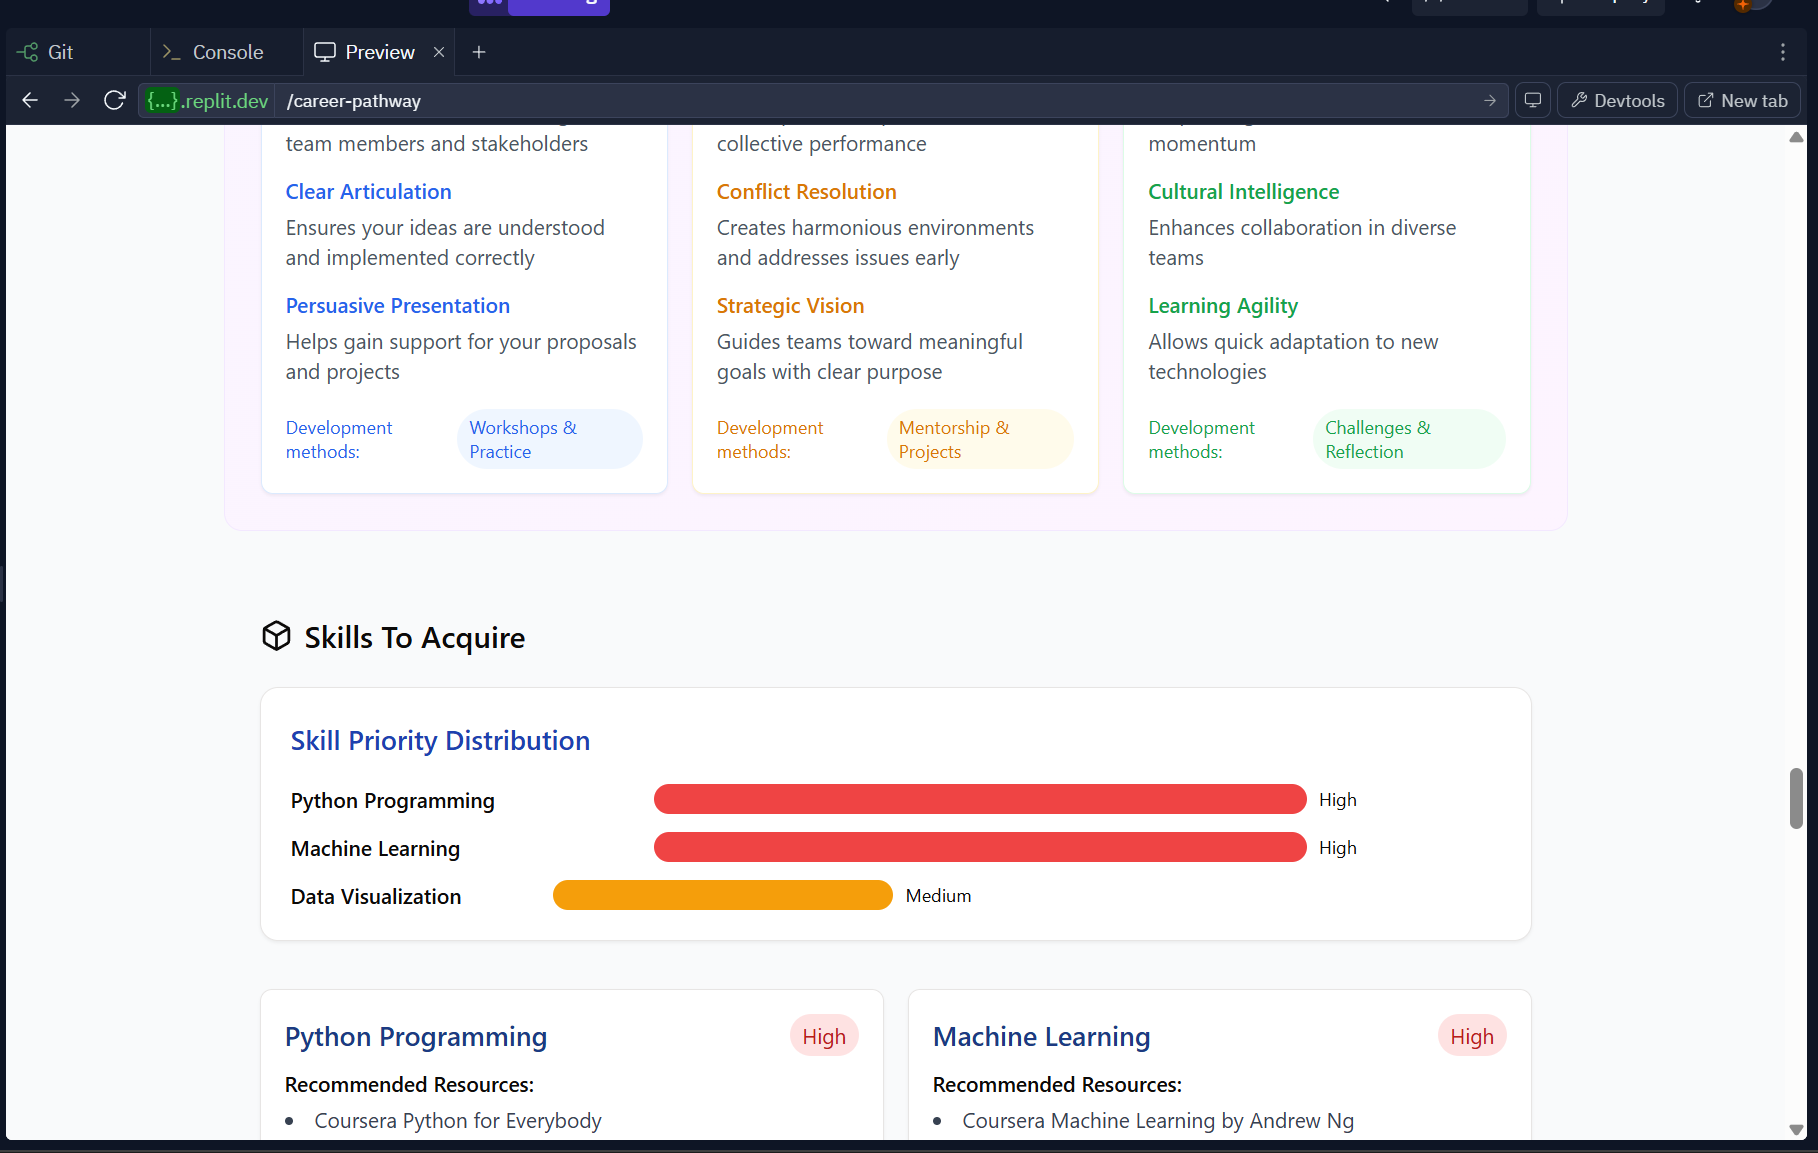 Git
Console
Preview
{...}.replit.dev
/career-pathway
Devtools
New tab
team members and stakeholders
Clear Articulation
Ensures your ideas are understood
and implemented correctly
Persuasive Presentation
Helps gain support for your proposals
and projects
Development
methods:
Workshops &
Practice
collective performance
Conflict Resolution
Creates harmonious environments
and addresses issues early
Strategic Vision
Guides teams toward meaningful
goals with clear purpose
Development
methods:
Mentorship &
Projects
momentum
Cultural Intelligence
Enhances collaboration in diverse
teams
Learning Agility
Allows quick adaptation to new
technologies
Development
methods:
Challenges &
Reflection
Skills To Acquire
Skill Priority Distribution
Python Programming
High
Machine Learning
High
Data Visualization
Medium
Python Programming
High
Recommended Resources:
Coursera Python for Everybody
Machine Learning
High
Recommended Resources:
Coursera Machine Learning by Andrew Ng